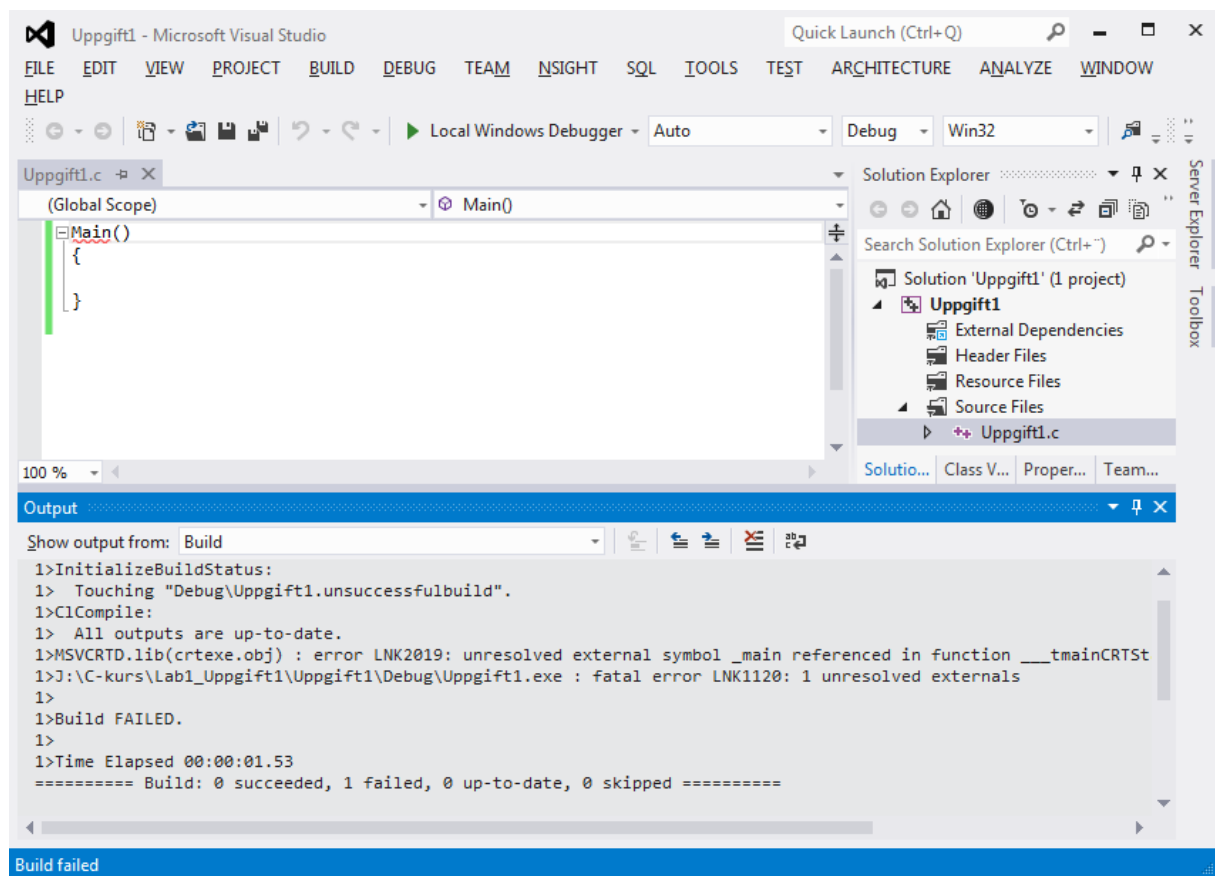 Uppgift1 - Microsoft Visual Studio
Quick Launch (Ctrl+Q)
FILE EDIT VIEW PROJECT BUILD DEBUG TEAM NSIGHT SQL TOOLS TEST ARCHITECTURE ANALYZE WINDOW
HELP
Local Windows Debugger Auto Debug Win32
Uppgift1.c
(Global Scope) Main()
Main()
{
}
100 %
Solution Explorer
Search Solution Explorer (Ctrl+¨)
Solution 'Uppgift1' (1 project)
Uppgift1
External Dependencies
Header Files
Resource Files
Source Files
++ Uppgift1.c
Solutio... Class V... Proper... Team...
Server Explorer
Toolbox
Output
Show output from: Build
1>InitializeBuildStatus:
1>  Touching "Debug\Uppgift1.unsuccessfulbuild".
1>ClCompile:
1>  All outputs are up-to-date.
1>MSVCRTD.lib(crtexe.obj) : error LNK2019: unresolved external symbol _main referenced in function ___tmainCRTSt
1>J:\C-kurs\Lab1_Uppgift1\Uppgift1\Debug\Uppgift1.exe : fatal error LNK1120: 1 unresolved externals
1>
1>Build FAILED.
1>
1>Time Elapsed 00:00:01.53
========== Build: 0 succeeded, 1 failed, 0 up-to-date, 0 skipped ==========
Build failed